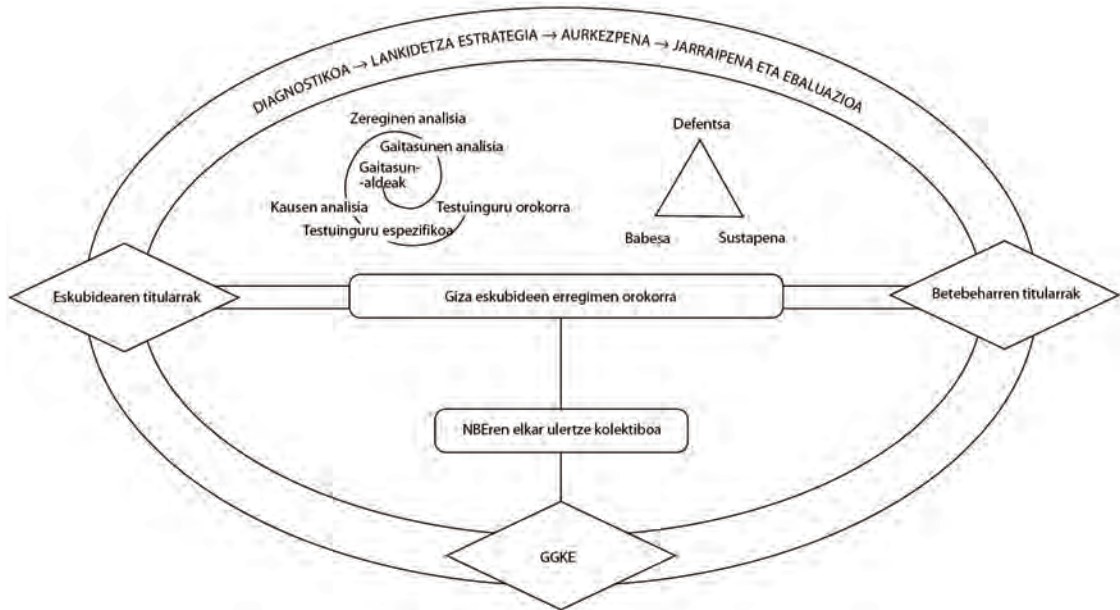 DIAGNOSTIKOA → LANKIDETZA ESTRATEGIA → AURKEZPENA → JARRAIPENA ETA EBALUAZIOA
Zereginen analisia
Gaitasunen analisia
Gaitasun-
-aldeak
Kausen analisia
Testuinguru orokorra
Testuinguru espezifikoa
Defentsa
Babesa
Sustapena
Eskubidearen titularrak
Giza eskubideen erregimen orokorra
Betebeharren titularrak
NBEren elkar ulertze kolektiboa
GGKE